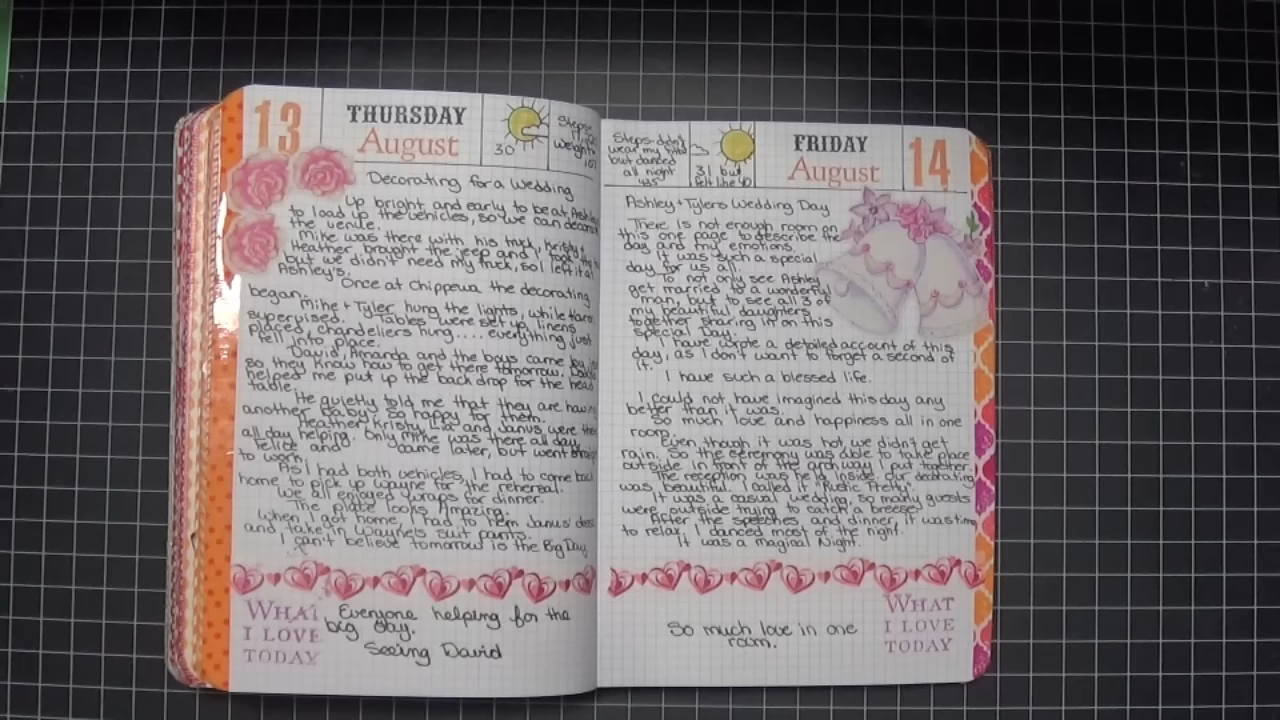 13
THURSDAY
August
30
Steps-
Weight-
Decorating for a Wedding
Up bright and early to be at Ashley
to load up the vehicles, so we can decorate
the venue.
Mike was there with his truck, Kristy +
Heather brought the jeep and I took
but we didn't need my truck, so I left it at
Ashley's.
Once at Chippewa the decorating
began.
Mike + Tyler hung the lights, while
supervised. Tables were set up, linens
placed, chandeliers hung.... everything just
fell into place.
David, Amanda and the boys came by
so they know how to get there tomorrow. David
helped me put up the back drop for the head
table.
He quietly told me that they are having
another baby. So happy for them.
Heather, Kristy, and Janus were there
all day helping. Only Mike was there all day,
Felice and came later, but went
to work.
As I had both vehicles, I had to come back
home to pick up Wayne for the rehereal.
We all enjoyed wraps for dinner.
The place looks Amazing.
When I got home, I had to hem Janus' dress
and take in Wayne's suit pants.
I can't believe tomorrow is the Big Day
WHAT
I LOVE
TODAY
Everyone helping for the
big day.
Seeing David
Steps-didn't
wear my fitbit
but danced
all night
31 but
felt like 40
FRIDAY
August
14
Ashley + Tylers Wedding Day
There is not enough room on
this one page to describe the
day and my emotions.
It was such a special
day for us all.
To not only see Ashley
get married to a wonderful
man, but to see all 3 of
my beautiful daughters
together sharing in on this
special Day.
I have wrote a detailed account of this
day, as I don't want to forget a second of
it.
I have such a blessed life.
I could not have imagined this day any
better than it was.
So much love and happiness all in one
room.
Even though it was hot, we didn't get
rain. So the ceremony was able to take place
outside in front of the archway I put together.
The reception was held inside. Our decorating
was beautiful. I called it "Rustic Pretty"
It was a casual wedding, so many guests
were outside trying to catch a breeze.
After the speeches and dinner, it was time
to relax. I danced most of the night.
It was a magical Night.
So much love in one
room.
WHAT
I LOVE
TODAY